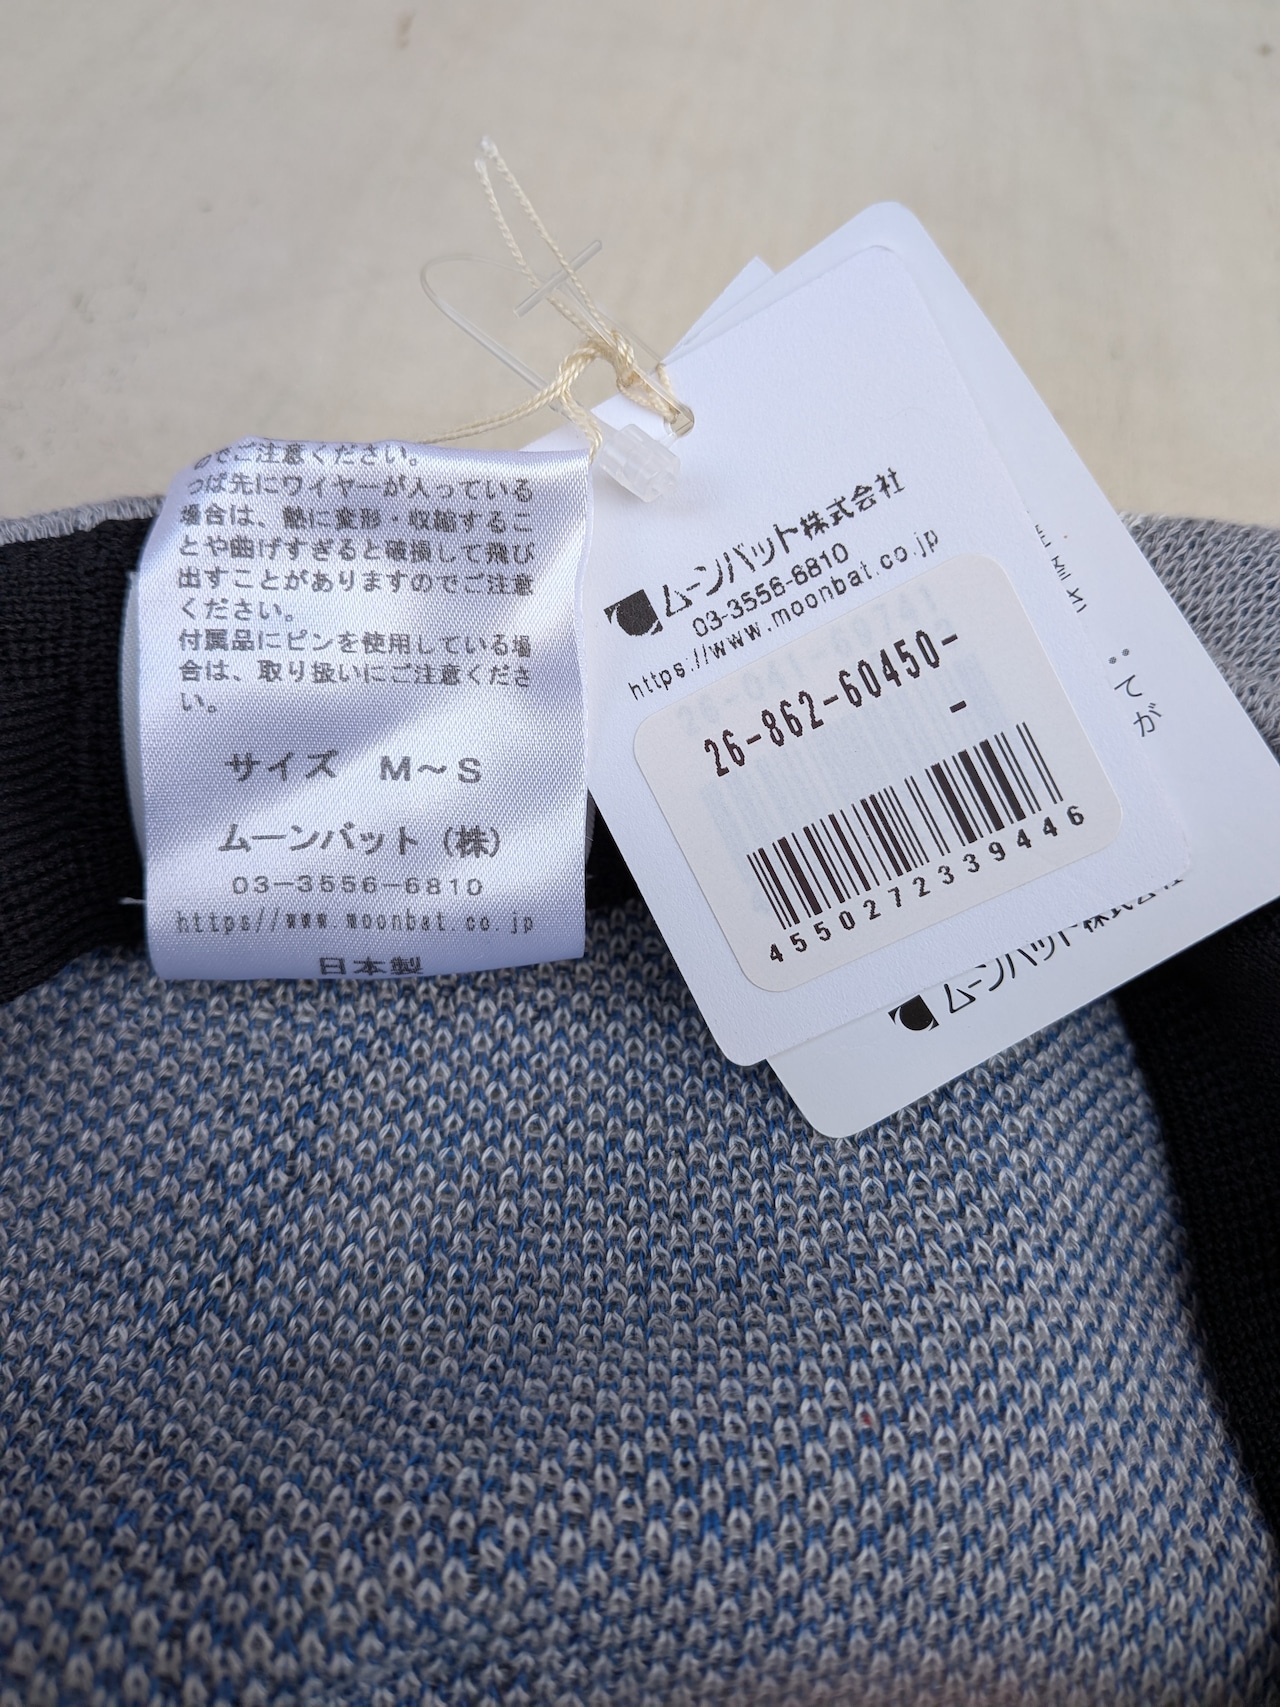 のでご注意ください。
つば先にワイヤーが入っている
場合は、熱に変形・収縮するこ
とや曲げすぎると破損して飛び
出すことがありますのでご注意
ください。
付属品にピンを使用している場
合は、取り扱いにご注意くださ
い。
サイズ M～S
ムーンバット（株）
03-3556-6810
https//www.moonbat.co.jp
日本製
ムーンバット株式会社
03-3556-6810
https://www.moonbat.co.jp
26-862-60450-
-
4550272339446
てが
ムーンバット株式会社